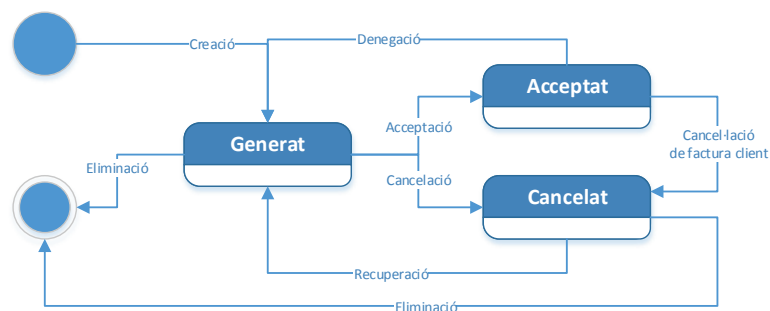 Creació
Denegació
Acceptat
Generat
Acceptació
Cancel·lació
de factura client
Eliminació
Cancelació
Cancelat
Recuperació
Eliminació